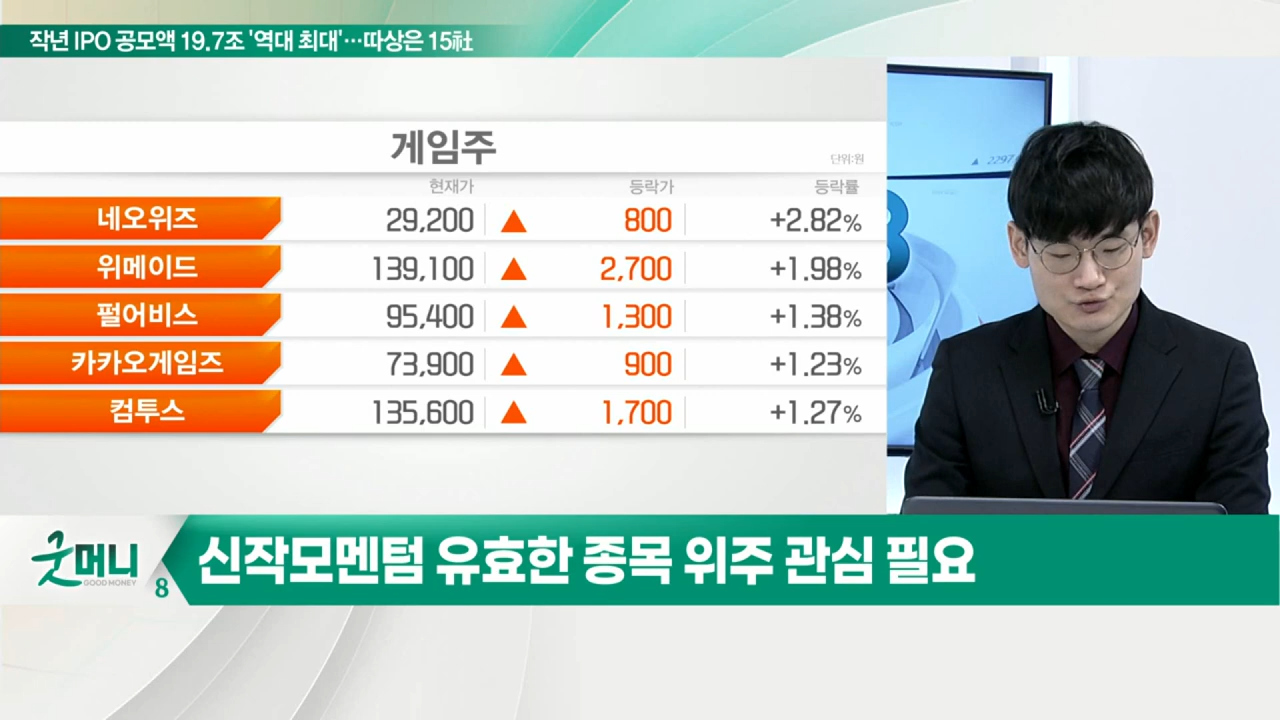 작년 IPO 공모액 19.7조 '역대 최대'…따상은 15社
게임주
단위:원
현재가 등락가 등락률
네오위즈 29,200 ▲ 800 +2.82%
위메이드 139,100 ▲ 2,700 +1.98%
펄어비스 95,400 ▲ 1,300 +1.38%
카카오게임즈 73,900 ▲ 900 +1.23%
컴투스 135,600 ▲ 1,700 +1.27%
굿머니
GOOD MONEY
8
신작모멘텀 유효한 종목 위주 관심 필요